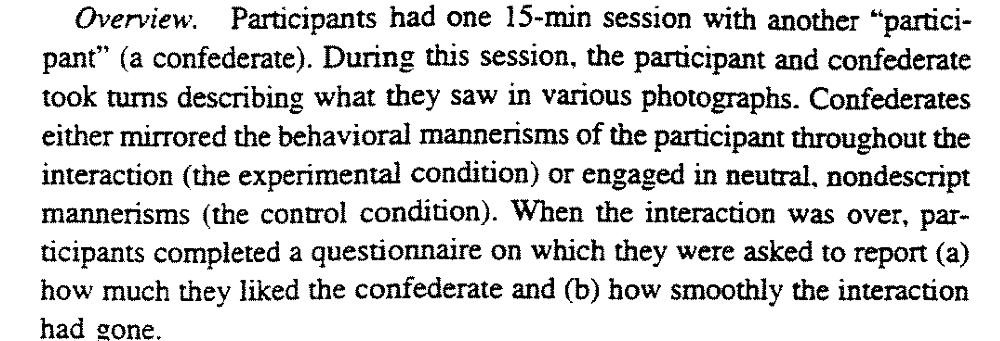 Overview. Participants had one 15-min session with another “partici-
pant” (a confederate). During this session, the participant and confederate
took turns describing what they saw in various photographs. Confederates
either mirrored the behavioral mannerisms of the participant throughout the
interaction (the experimental condition) or engaged in neutral, nondescript
mannerisms (the control condition). When the interaction was over, par-
ticipants completed a questionnaire on which they were asked to report (a)
how much they liked the confederate and (b) how smoothly the interaction
had gone.